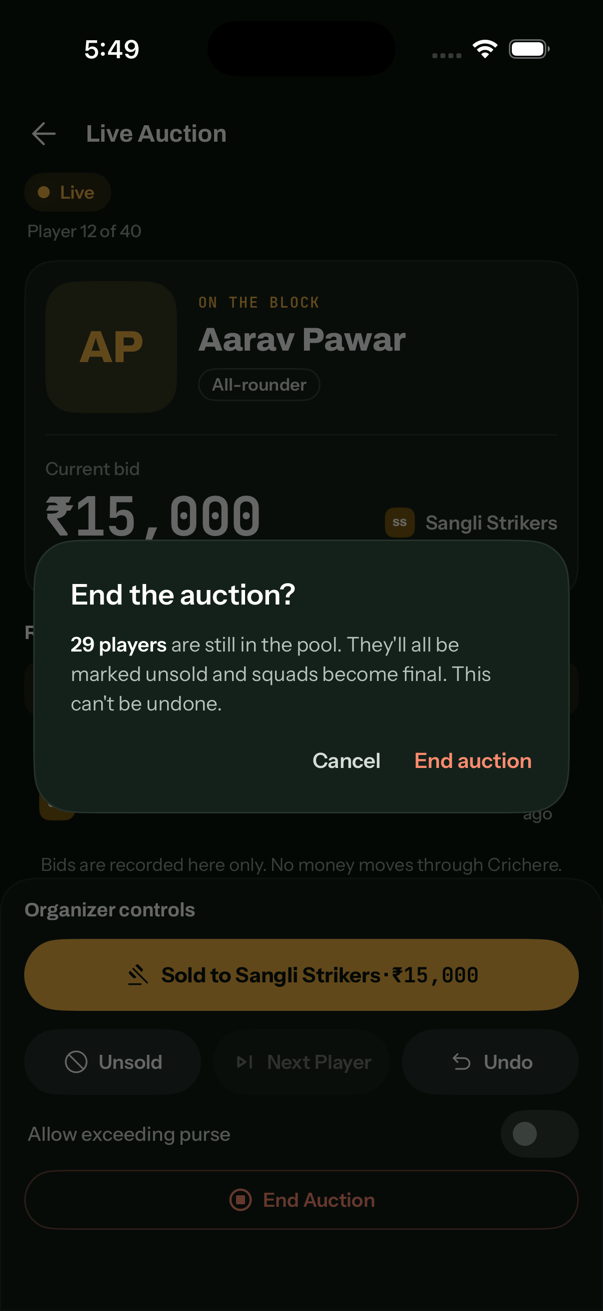 5:49
Live Auction
Live
Player 12 of 40
AP
ON THE BLOCK
Aarav Pawar
All-rounder
Current bid
₹15,000
SS Sangli Strikers
End the auction?
29 players are still in the pool. They'll all be
marked unsold and squads become final. This
can't be undone.
Cancel End auction
ago
Bids are recorded here only. No money moves through Crichere.
Organizer controls
Sold to Sangli Strikers · ₹15,000
Unsold Next Player Undo
Allow exceeding purse
End Auction